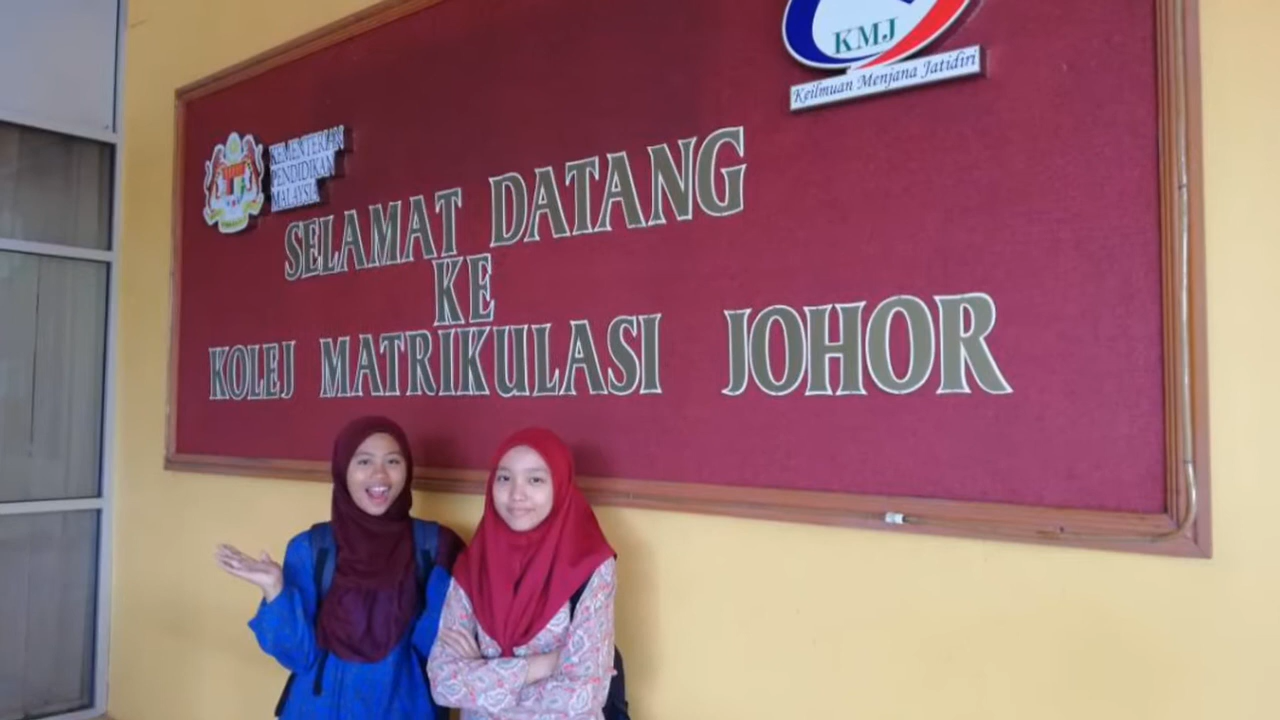 KMJ
Keilmuan Menjana Jatidiri
KEMENTERIAN
PENDIDIKAN
MALAYSIA
SELAMAT DATANG
KE
KOLEJ MATRIKULASI JOHOR